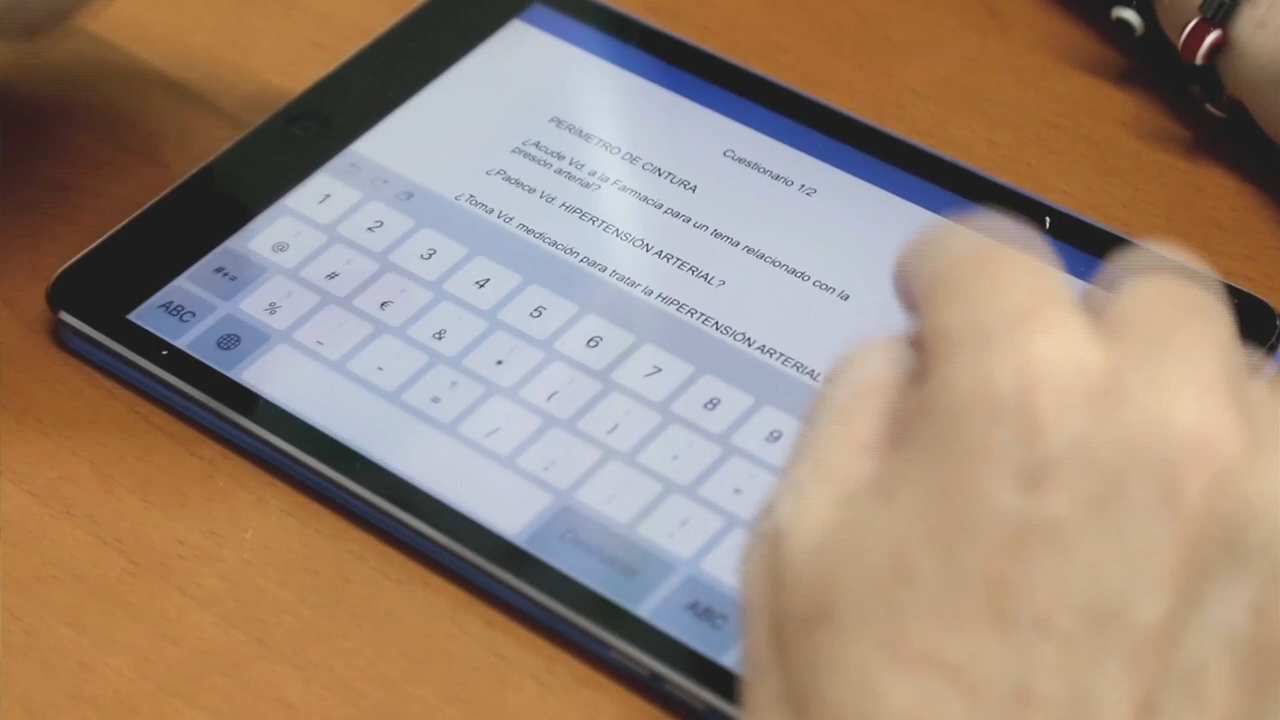 Cuestionario 1/2
PERÍMETRO DE CINTURA
¿Acude Vd. a la Farmacia para un tema relacionado con la
presión arterial?
¿Padece Vd. HIPERTENSIÓN ARTERIAL?
¿Toma Vd. medicación para tratar la HIPERTENSIÓN ARTERIAL
1 2 3 4 5 6 7 8 9
@ # € & * ( ) '
#+= % _ - = / ; :
ABC ABC